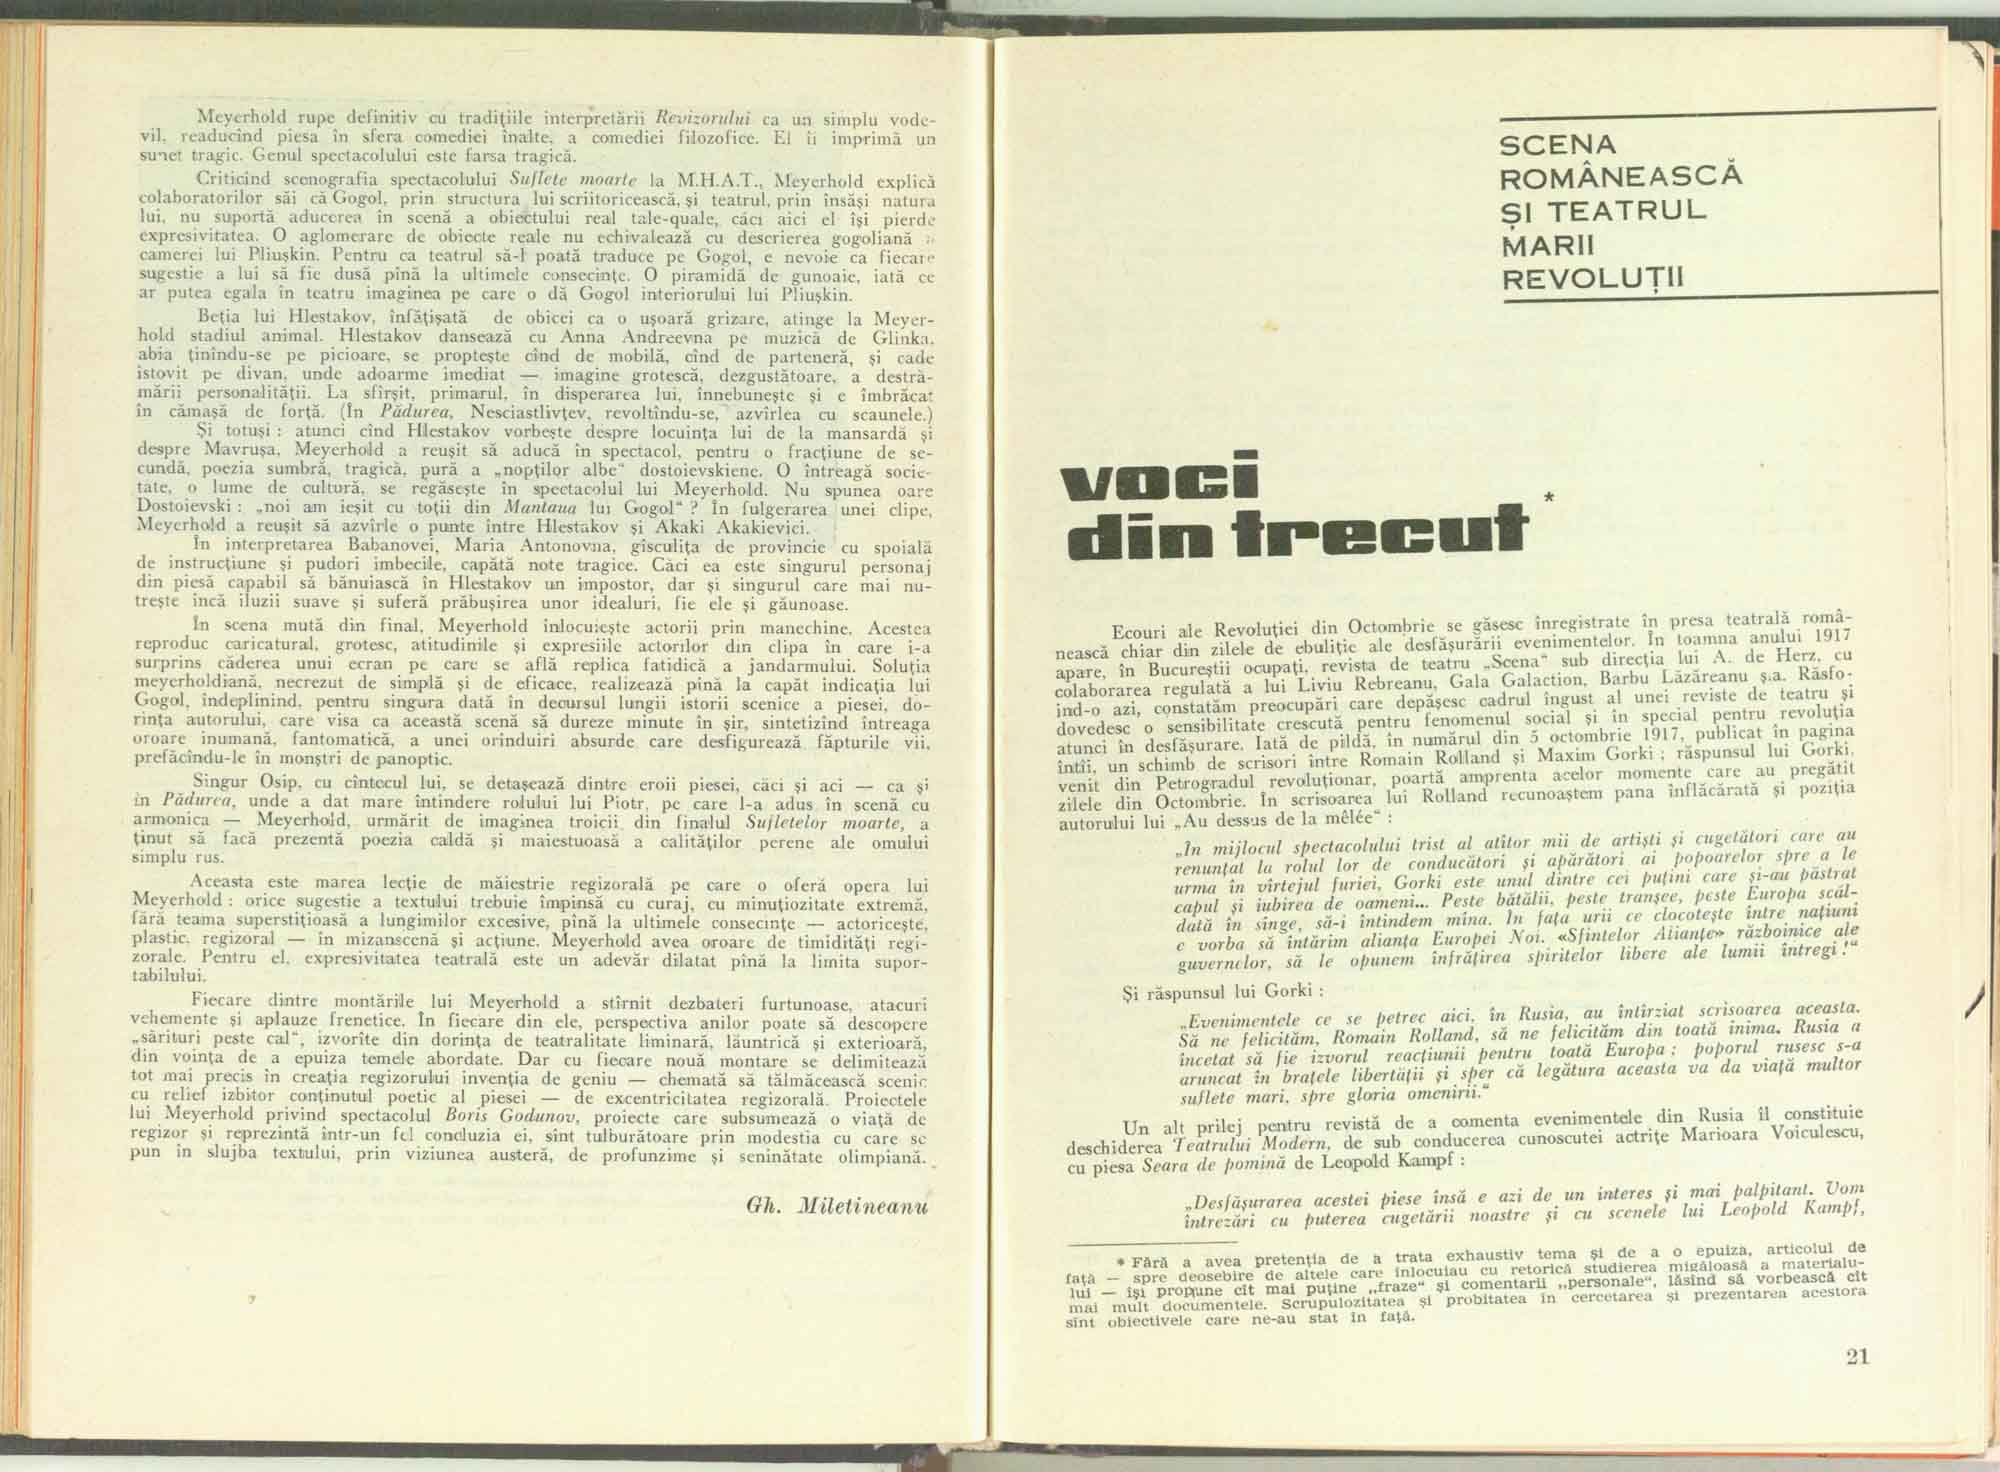 Meyerhold rupe definitiv cu tradițiile interpretării Revizorului ca un simplu vode-
vil, readucînd piesa în sfera comediei înalte, a comediei filozofice. El îi imprimă un
sunet tragic. Genul spectacolului este farsa tragică.
Criticînd scenografia spectacolului Suflete moarte la M.H.A.T., Meyerhold explică
colaboratorilor săi că Gogol, prin structura lui scriitoricească, și teatrul, prin însăși natura
lui, nu suportă aducerea în scenă a obiectului real tale-quale, căci aici el își pierde
expresivitatea. O aglomerare de obiecte reale nu echivalează cu descrierea gogoliană a
camerei lui Pliușkin. Pentru ca teatrul să-l poată traduce pe Gogol, e nevoie ca fiecare
sugestie a lui să fie dusă pînă la ultimele consecințe. O piramidă de gunoaie, iată ce
ar putea egala în teatru imaginea pe care o dă Gogol interiorului lui Pliușkin.
Beția lui Hlestakov, înfățișată de obicei ca o ușoară grizare, atinge la Meyer-
hold stadiul animal. Hlestakov dansează cu Anna Andreevna pe muzică de Glinka,
abia ținîndu-se pe picioare, se proptește cînd de mobilă, cînd de parteneră, și cade
istovit pe divan, unde adoarme imediat — imagine grotescă, dezgustătoare, a destră-
mării personalității. La sfîrșit, primarul, în disperarea lui, înnebunește și e îmbrăcat
în cămașă de forță. (În Pădurea, Nesciastlivțev, revoltîndu-se, azvîrlea cu scaunele.)
Și totuși : atunci cînd Hlestakov vorbește despre locuința lui de la mansardă și
despre Mavrușa, Meyerhold a reușit să aducă în spectacol, pentru o fracțiune de se-
cundă, poezia sumbră, tragică, pură a „nopților albe“ dostoievskiene. O întreagă socie-
tate, o lume de cultură, se regăsește în spectacolul lui Meyerhold. Nu spunea oare
Dostoievski : „noi am ieșit cu toții din Mantaua lui Gogol“ ? În fulgerarea unei clipe,
Meyerhold a reușit să azvîrle o punte între Hlestakov și Akaki Akakievici.
În interpretarea Babanovei, Maria Antonovna, gîsculița de provincie cu spoială
de instrucțiune și pudori imbecile, capătă note tragice. Căci ea este singurul personaj
din piesă capabil să bănuiască în Hlestakov un impostor, dar și singurul care mai nu-
trește încă iluzii suave și suferă prăbușirea unor idealuri, fie ele și găunoase.
În scena mută din final, Meyerhold înlocuiește actorii prin manechine. Acestea
reproduc caricatural, grotesc, atitudinile și expresiile actorilor din clipa în care i-a
surprins căderea unui ecran pe care se află replica fatidică a jandarmului. Soluția
meyerholdiană, necrezut de simplă și de eficace, realizează pînă la capăt indicația lui
Gogol, îndeplinind, pentru singura dată în decursul lungii istorii scenice a piesei, do-
rința autorului, care visa ca această scenă să dureze minute în șir, sintetizînd întreaga
oroare inumană, fantomatică, a unei orînduiri absurde care desfigurează făpturile vii,
prefăcîndu-le în monștri de panoptic.
Singur Osip, cu cîntecul lui, se detașează dintre eroii piesei, căci și aci — ca și
in Pădurea, unde a dat mare întindere rolului lui Piotr, pe care l-a adus în scenă cu
armonica — Meyerhold, urmărit de imaginea troicii din finalul Sufletelor moarte, a
ținut să facă prezentă poezia caldă și maiestuoasă a calităților perene ale omului
simplu rus.
Aceasta este marea lecție de măiestrie regizorală pe care o oferă opera lui
Meyerhold : orice sugestie a textului trebuie împinsă cu curaj, cu minuțiozitate extremă,
fără teama superstițioasă a lungimilor excesive, pînă la ultimele consecințe — actoricește,
plastic, regizoral — în mizanscenă și acțiune. Meyerhold avea oroare de timidități regi-
zorale. Pentru el, expresivitatea teatrală este un adevăr dilatat pînă la limita supor-
tabilului.
Fiecare dintre montările lui Meyerhold a stîrnit dezbateri furtunoase, atacuri
vehemente și aplauze frenetice. În fiecare din ele, perspectiva anilor poate să descopere
„sărituri peste cal“, izvorîte din dorința de teatralitate liminară, lăuntrică și exterioară,
din voința de a epuiza temele abordate. Dar cu fiecare nouă montare se delimitează
tot mai precis în creația regizorului invenția de geniu — chemată să tălmăcească scenic
cu relief izbitor conținutul poetic al piesei — de excentricitatea regizorală. Proiectele
lui Meyerhold privind spectacolul Boris Godunov, proiecte care subsumează o viață de
regizor și reprezintă într-un fel concluzia ei, sînt tulburătoare prin modestia cu care se
pun în slujba textului, prin viziunea austeră, de profunzime și seninătate olimpiană.
Gh. Miletineanu
SCENA
ROMÂNEASCĂ
ȘI TEATRUL
MARII
REVOLUȚII
voci
din trecut *
Ecouri ale Revoluției din Octombrie se găsesc înregistrate în presa teatrală româ-
nească chiar din zilele de ebuliție ale desfășurării evenimentelor. În toamna anului 1917
apare, în Bucureștii ocupați, revista de teatru „Scena“ sub direcția lui A. de Herz, cu
colaborarea regulată a lui Liviu Rebreanu, Gala Galaction, Barbu Lăzăreanu ș.a. Răsfo-
ind-o azi, constatăm preocupări care depășesc cadrul îngust al unei reviste de teatru și
dovedesc o sensibilitate crescută pentru fenomenul social și în special pentru revoluția
atunci în desfășurare. Iată de pildă, în numărul din 5 octombrie 1917, publicat în pagina
întîi, un schimb de scrisori între Romain Rolland și Maxim Gorki ; răspunsul lui Gorki,
venit din Petrogradul revoluționar, poartă amprenta acelor momente care au pregătit
zilele din Octombrie. În scrisoarea lui Rolland recunoaștem pana înflăcărată și poziția
autorului lui „Au dessus de la mêlée“ :
„In mijlocul spectacolului trist al atîtor mii de artiști și cugetători care au
renunțat la rolul lor de conducători și apărători ai popoarelor spre a le
urma în vîrtejul furiei, Gorki este unul dintre cei puțini care și-au păstrat
capul și iubirea de oameni... Peste bătălii, peste tranșee, peste Europa scăl-
dată în sînge, să-i întindem mîna. In fața urii ce clocotește între națiuni
e vorba să întărim alianța Europei Noi. «Sfintelor Alianțe» războinice ale
guvernelor, să le opunem înfrățirea spiritelor libere ale lumii întregi !“
Și răspunsul lui Gorki :
„Evenimentele ce se petrec aici, în Rusia, au întîrziat scrisoarea aceasta.
Să ne felicităm, Romain Rolland, să ne felicităm din toată inima. Rusia a
încetat să fie izvorul reacțiunii pentru toată Europa ; poporul rusesc s-a
aruncat în brațele libertății și sper că legătura aceasta va da viață multor
suflete mari, spre gloria omenirii.“
Un alt prilej pentru revistă de a comenta evenimentele din Rusia îl constituie
deschiderea Teatrului Modern, de sub conducerea cunoscutei actrițe Marioara Voiculescu,
cu piesa Seara de pomină de Leopold Kampf :
„Desfășurarea acestei piese însă e azi de un interes și mai palpitant. Vom
întrezări cu puterea cugetării noastre și cu scenele lui Leopold Kampf,
* Fără a avea pretenția de a trata exhaustiv tema și de a o epuiza, articolul de
față — spre deosebire de altele care înlocuiau cu retorică studierea migăloasă a materialu-
lui — își propune cît mai puține „fraze“ și comentarii „personale“, lăsînd să vorbească cît
mai mult documentele. Scrupulozitatea și probitatea în cercetarea și prezentarea acestora
sînt obiectivele care ne-au stat în față.
21